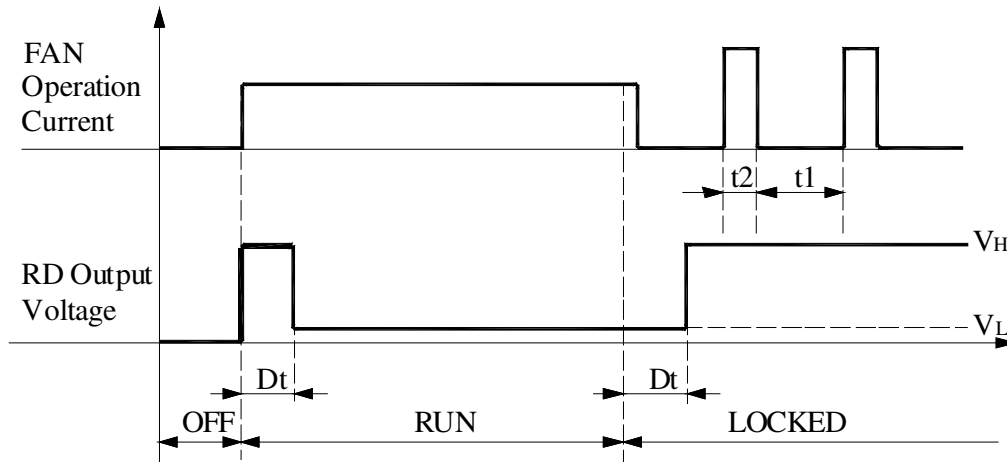 FAN
Operation
Current
t2
t1
RD Output
Voltage
VH
VL
Dt
Dt
OFF
RUN
LOCKED